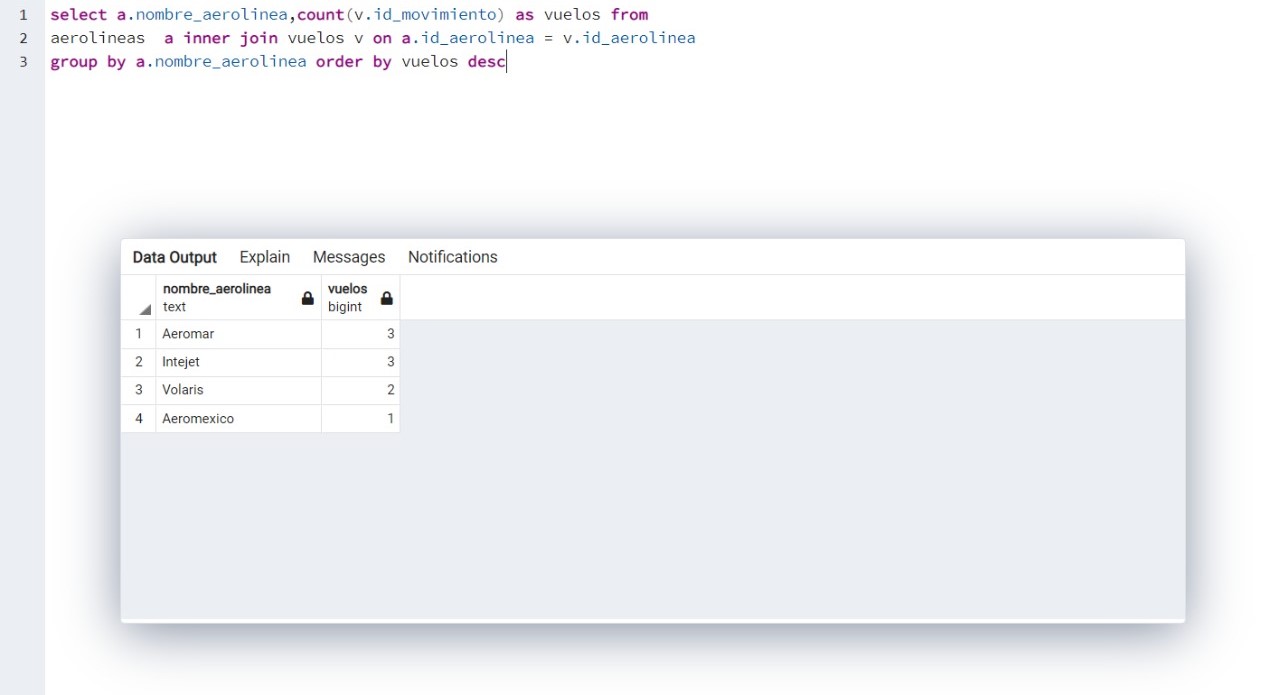 1 select a.nombre_aerolinea,count(v.id_movimiento) as vuelos from
2 aerolineas  a inner join vuelos v on a.id_aerolinea = v.id_aerolinea
3 group by a.nombre_aerolinea order by vuelos desc
Data Output Explain Messages Notifications
nombre_aerolinea vuelos
text bigint
1 Aeromar 3
2 Intejet 3
3 Volaris 2
4 Aeromexico 1